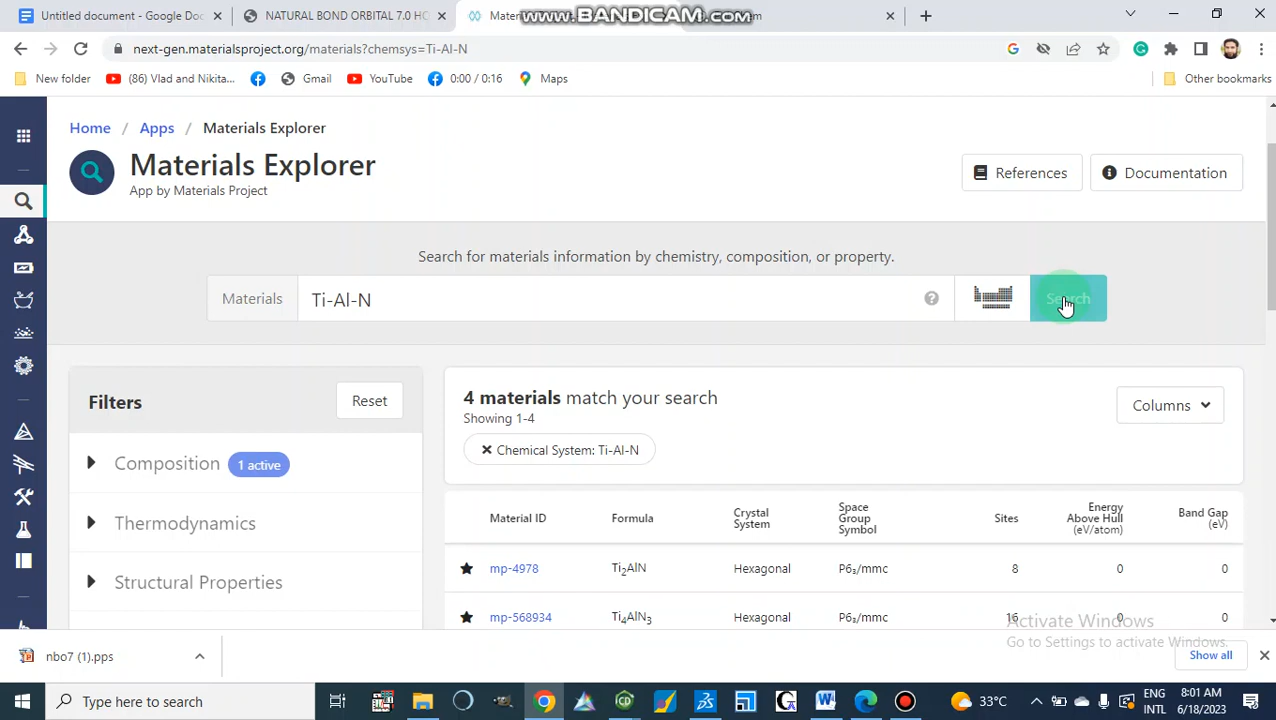 Untitled document - Google Doc
NATURAL BOND ORBITAL 7.0 HC
www.BANDICAM.com
next-gen.materialsproject.org/materials?chemsys=Ti-Al-N
New folder
(86) Vlad and Nikita...
Gmail
YouTube
0:00 / 0:16
Maps
Other bookmarks
Home / Apps / Materials Explorer
Materials Explorer
App by Materials Project
References
Documentation
Search for materials information by chemistry, composition, or property.
Materials
Ti-Al-N
Search
Filters
Reset
Composition 1 active
Thermodynamics
Structural Properties
4 materials match your search
Showing 1-4
Columns
Chemical System: Ti-Al-N
Material ID Formula Crystal System Space Group Symbol Sites Energy Above Hull (eV/atom) Band Gap (eV)
mp-4978 Ti₂AlN Hexagonal P6₃/mmc 8 0 0
mp-568934 Ti₄AlN₃ Hexagonal P6₃/mmc 16 0 0
Activate Windows
Go to Settings to activate Windows.
nbo7 (1).pps
Show all
Type here to search
33°C
ENG
INTL
8:01 AM
6/18/2023